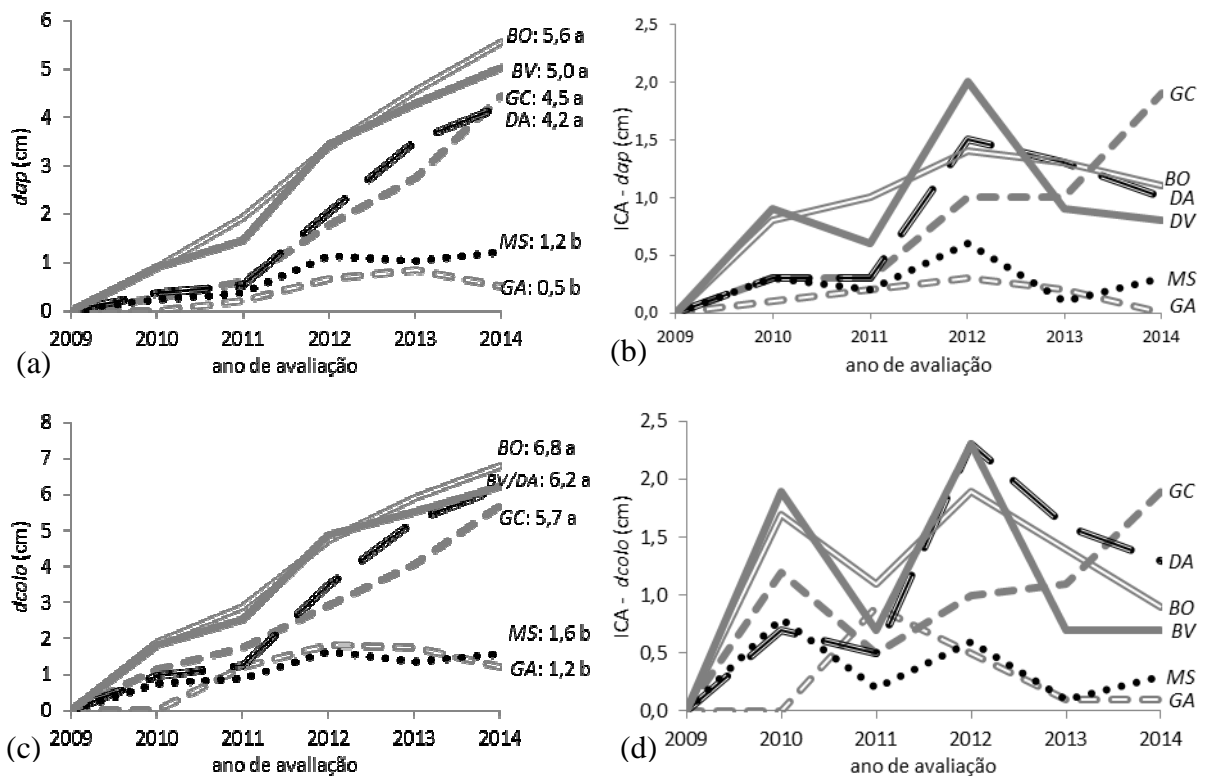 dap (cm)
6
5
4
3
2
1
0
2009 2010 2011 2012 2013 2014
ano de avaliação
BO: 5,6 a
BV: 5,0 a
GC: 4,5 a
DA: 4,2 a
MS: 1,2 b
GA: 0,5 b
(a)
ICA - dap (cm)
2,5
2,0
1,5
1,0
0,5
0,0
2009 2010 2011 2012 2013 2014
ano de avaliação
GC
BO
DA
DV
MS
GA
(b)
dcolo (cm)
8
7
6
5
4
3
2
1
0
2009 2010 2011 2012 2013 2014
ano de avaliação
BO: 6,8 a
BV/DA: 6,2 a
GC: 5,7 a
MS: 1,6 b
GA: 1,2 b
(c)
ICA - dcolo (cm)
2,5
2,0
1,5
1,0
0,5
0,0
2009 2010 2011 2012 2013 2014
ano de avaliação
GC
DA
BO
BV
MS
GA
(d)